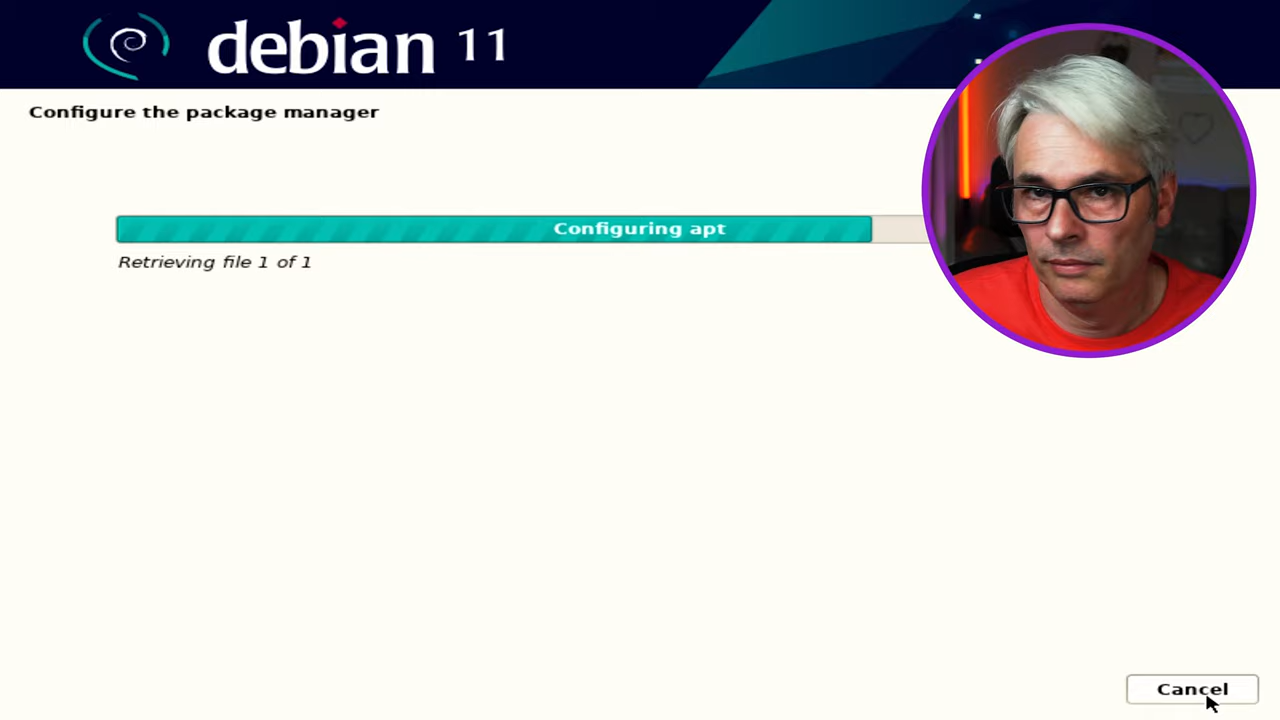 debian 11
Configure the package manager
Configuring apt
Retrieving file 1 of 1
Cancel